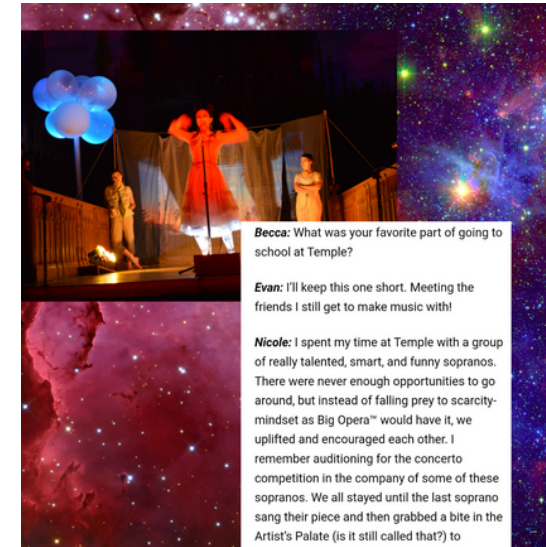 Becca: What was your favorite part of going to
school at Temple?
Evan: I'll keep this one short. Meeting the
friends I still get to make music with!
Nicole: I spent my time at Temple with a group
of really talented, smart, and funny sopranos.
There were never enough opportunities to go
around, but instead of falling prey to scarcity-
mindset as Big Opera™ would have it, we
uplifted and encouraged each other. I
remember auditioning for the concerto
competition in the company of some of these
sopranos. We all stayed until the last soprano
sang their piece and then grabbed a bite in the
Artist's Palate (is it still called that?) to